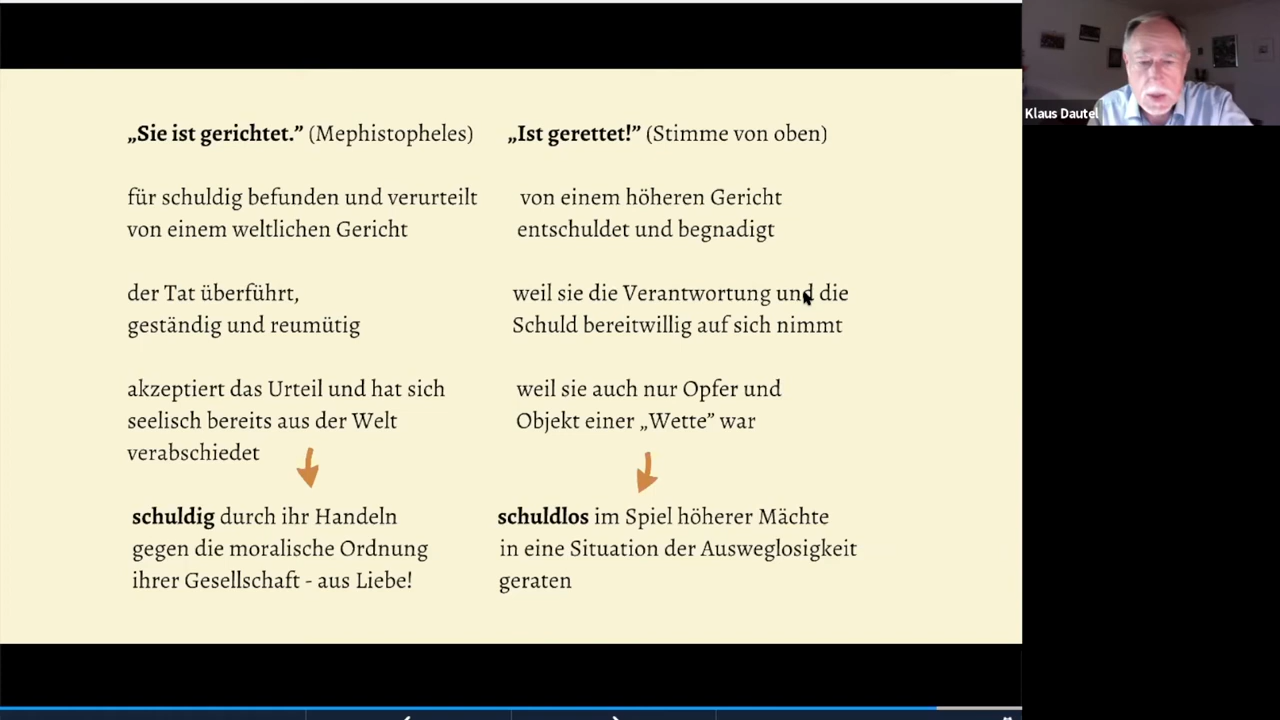 „Sie ist gerichtet.” (Mephistopheles)
für schuldig befunden und verurteilt
von einem weltlichen Gericht
der Tat überführt,
geständig und reumütig
akzeptiert das Urteil und hat sich
seelisch bereits aus der Welt
verabschiedet
schuldig durch ihr Handeln
gegen die moralische Ordnung
ihrer Gesellschaft - aus Liebe!
„Ist gerettet!” (Stimme von oben)
von einem höheren Gericht
entschuldet und begnadigt
weil sie die Verantwortung und die
Schuld bereitwillig auf sich nimmt
weil sie auch nur Opfer und
Objekt einer „Wette” war
schuldlos im Spiel höherer Mächte
in eine Situation der Ausweglosigkeit
geraten
Klaus Dautel